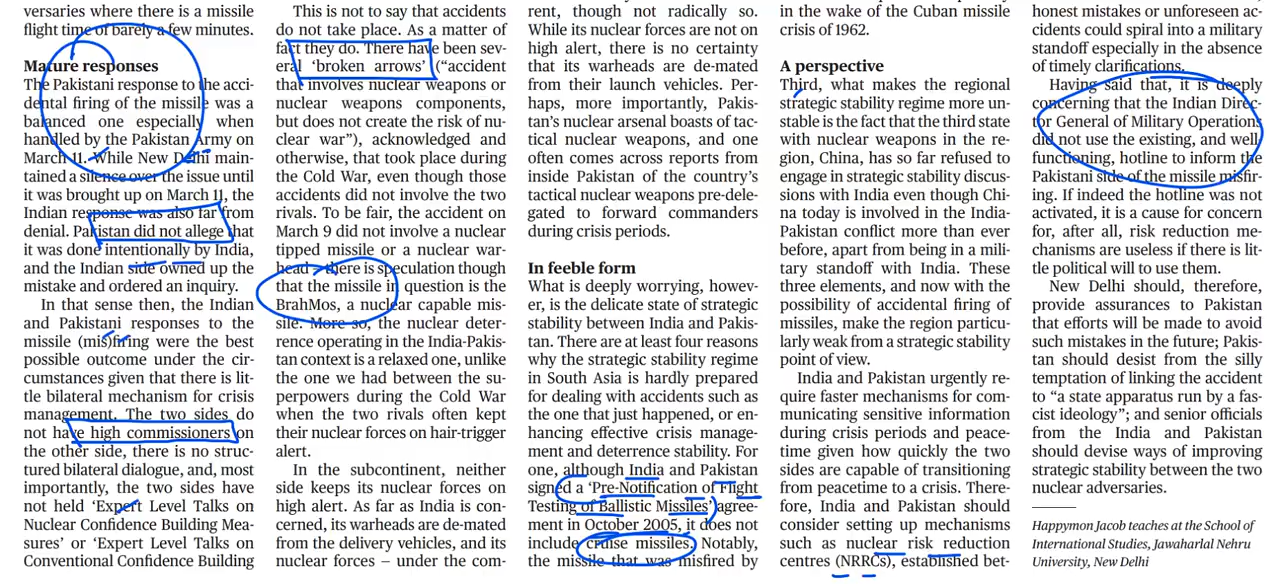 versaries where there is a missile
flight time of barely a few minutes.
Mature responses
The Pakistani response to the acci-
dental firing of the missile was a
balanced one especially when
handled by the Pakistan Army on
March 11. While New Delhi main-
tained a silence over the issue until
it was brought up on March 11, the
Indian response was also far from
denial. Pakistan did not allege that
it was done intentionally by India,
and the Indian side owned up the
mistake and ordered an inquiry.
In that sense then, the Indian
and Pakistani responses to the
missile (mis)firing were the best
possible outcome under the cir-
cumstances given that there is lit-
tle bilateral mechanism for crisis
management. The two sides do
not have high commissioners on
the other side, there is no struc-
tured bilateral dialogue, and, most
importantly, the two sides have
not held ‘Expert Level Talks on
Nuclear Confidence Building Mea-
sures’ or ‘Expert Level Talks on
Conventional Confidence Building
This is not to say that accidents
do not take place. As a matter of
fact they do. There have been sev-
eral ‘broken arrows’ (“accident
that involves nuclear weapons or
nuclear weapons components,
but does not create the risk of nu-
clear war”), acknowledged and
otherwise, that took place during
the Cold War, even though those
accidents did not involve the two
rivals. To be fair, the accident on
March 9 did not involve a nuclear
tipped missile or a nuclear war-
head – there is speculation though
that the missile in question is the
BrahMos, a nuclear capable mis-
sile. More so, the nuclear deter-
rence operating in the India-Pakis-
tan context is a relaxed one, unlike
the one we had between the su-
perpowers during the Cold War
when the two rivals often kept
their nuclear forces on hair-trigger
alert.
In the subcontinent, neither
side keeps its nuclear forces on
high alert. As far as India is con-
cerned, its warheads are de-mated
from the delivery vehicles, and its
nuclear forces – under the com-
rent, though not radically so.
While its nuclear forces are not on
high alert, there is no certainty
that its warheads are de-mated
from their launch vehicles. Per-
haps, more importantly, Pakis-
tan’s nuclear arsenal boasts of tac-
tical nuclear weapons, and one
often comes across reports from
inside Pakistan of the country’s
tactical nuclear weapons pre-dele-
gated to forward commanders
during crisis periods.
In feeble form
What is deeply worrying, howev-
er, is the delicate state of strategic
stability between India and Pakis-
tan. There are at least four reasons
why the strategic stability regime
in South Asia is hardly prepared
for dealing with accidents such as
the one that just happened, or en-
hancing effective crisis manage-
ment and deterrence stability. For
one, although India and Pakistan
signed a ‘Pre-Notification of Flight
Testing of Ballistic Missiles’ agree-
ment in October 2005, it does not
include cruise missiles. Notably,
the missile that was misfired by
in the wake of the Cuban missile
crisis of 1962.
A perspective
Third, what makes the regional
strategic stability regime more un-
stable is the fact that the third state
with nuclear weapons in the re-
gion, China, has so far refused to
engage in strategic stability discus-
sions with India even though Chi-
na today is involved in the India-
Pakistan conflict more than ever
before, apart from being in a mili-
tary standoff with India. These
three elements, and now with the
possibility of accidental firing of
missiles, make the region particu-
larly weak from a strategic stability
point of view.
India and Pakistan urgently re-
quire faster mechanisms for com-
municating sensitive information
during crisis periods and peace-
time given how quickly the two
sides are capable of transitioning
from peacetime to a crisis. There-
fore, India and Pakistan should
consider setting up mechanisms
such as nuclear risk reduction
centres (NRRCs), established bet-
honest mistakes or unforeseen ac-
cidents could spiral into a military
standoff especially in the absence
of timely clarifications.
Having said that, it is deeply
concerning that the Indian Direc-
tor General of Military Operations
did not use the existing, and well
functioning, hotline to inform the
Pakistani side of the missile misfir-
ing. If indeed the hotline was not
activated, it is a cause for concern
for, after all, risk reduction me-
chanisms are useless if there is lit-
tle political will to use them.
New Delhi should, therefore,
provide assurances to Pakistan
that efforts will be made to avoid
such mistakes in the future; Pakis-
tan should desist from the silly
temptation of linking the accident
to “a state apparatus run by a fas-
cist ideology”; and senior officials
from the India and Pakistan
should devise ways of improving
strategic stability between the two
nuclear adversaries.
Happymon Jacob teaches at the School of
International Studies, Jawaharlal Nehru
University, New Delhi